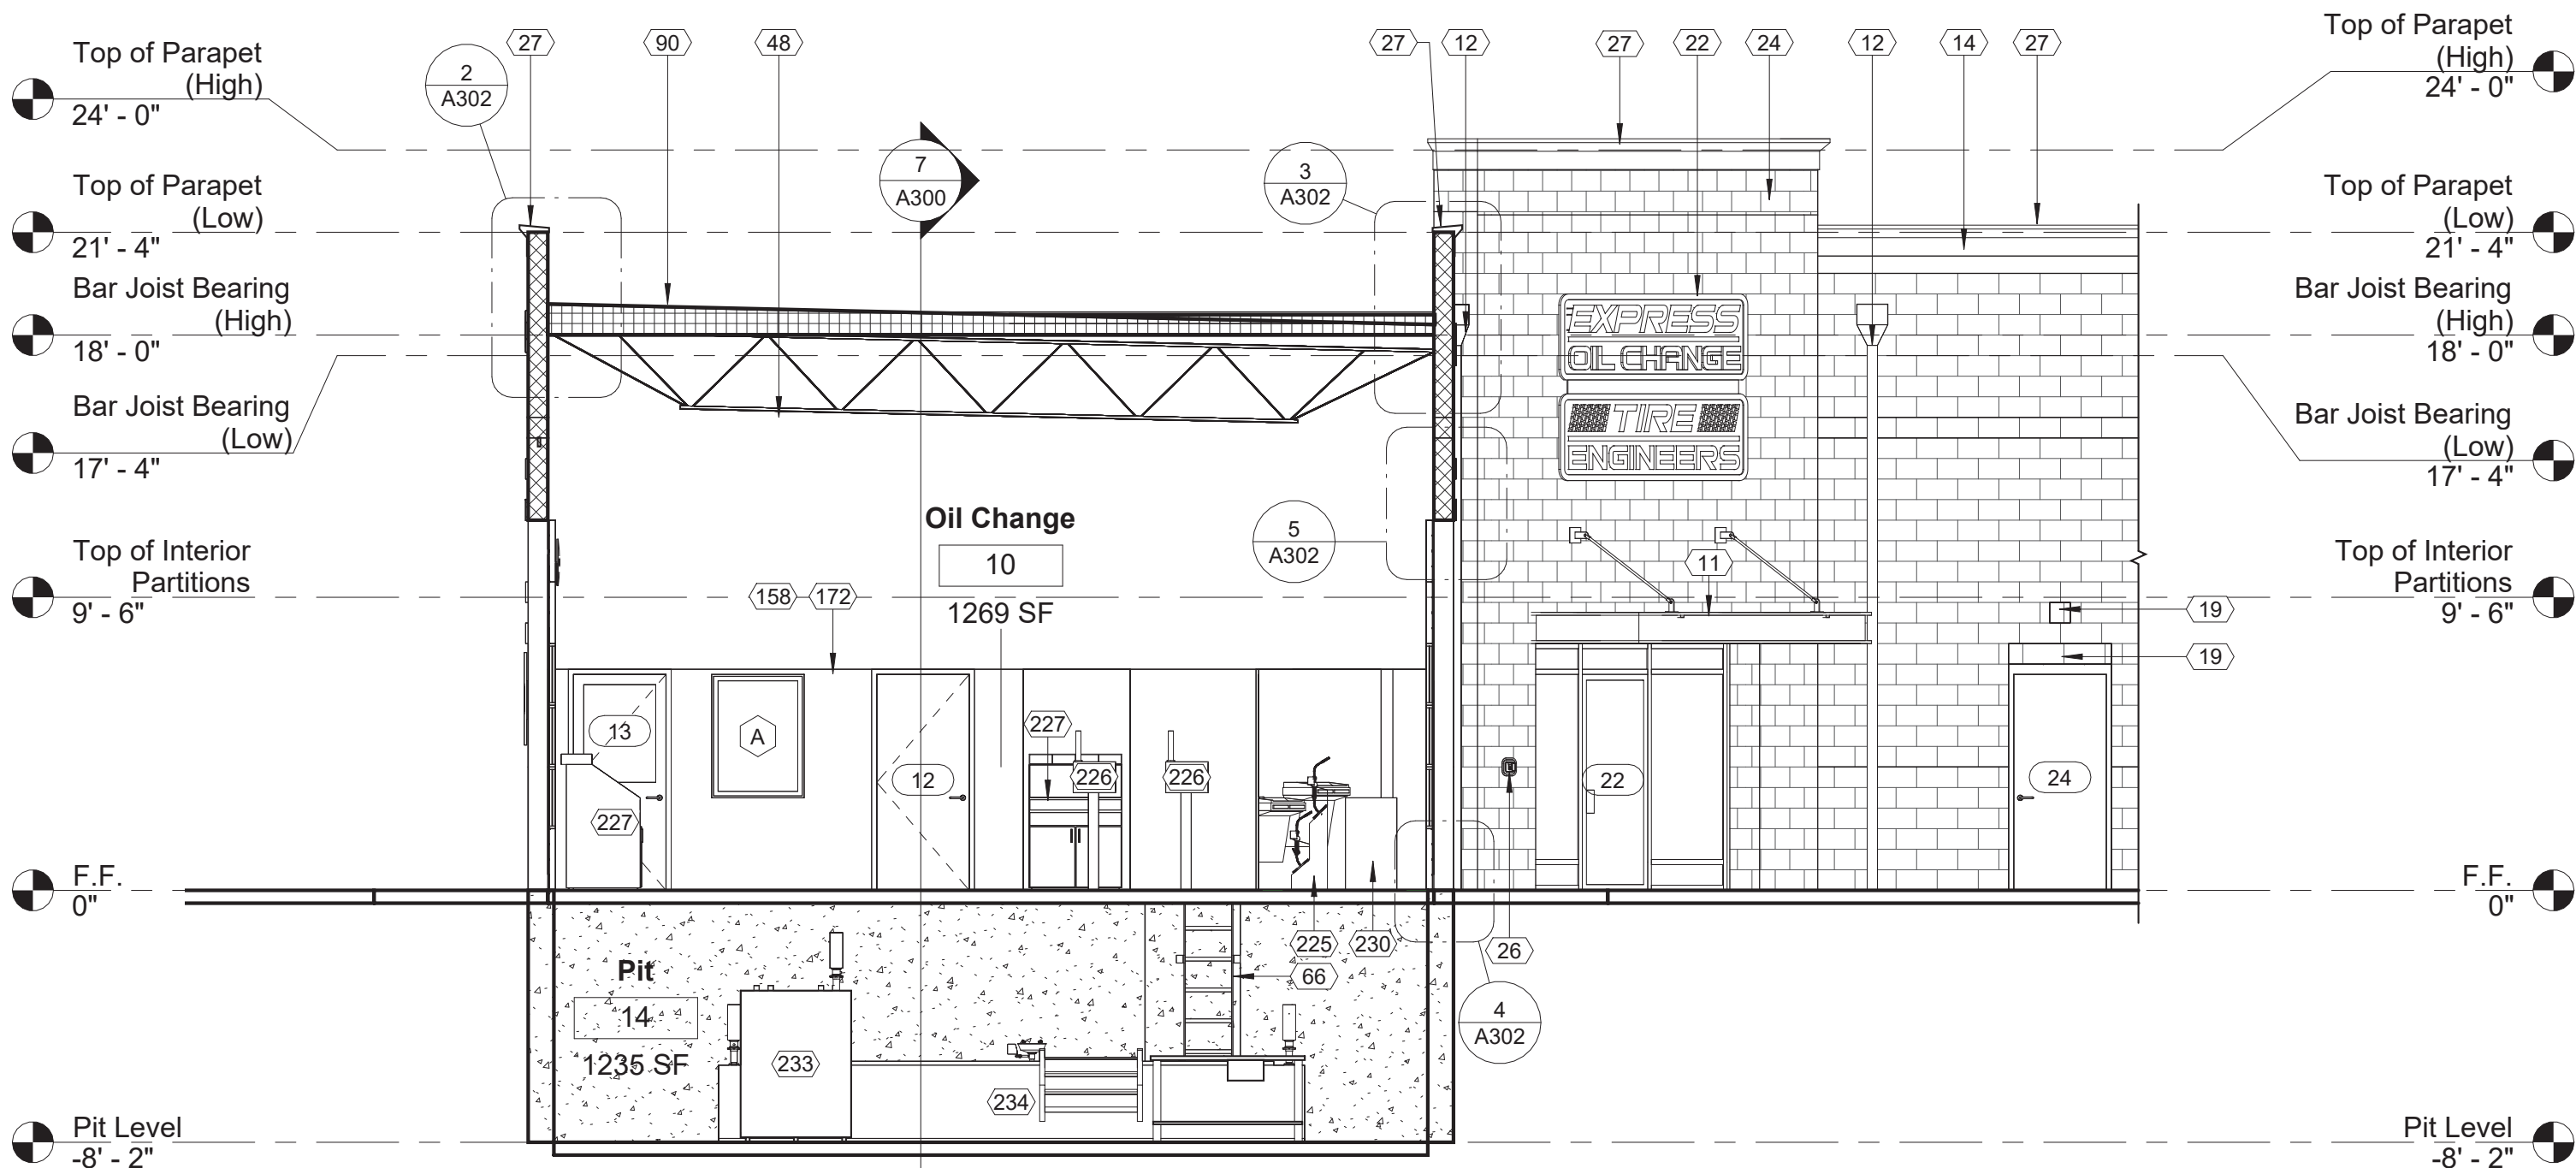 Top of Parapet
(High)
24' - 0"
Top of Parapet
(Low)
21' - 4"
Bar Joist Bearing
(High)
18' - 0"
Bar Joist Bearing
(Low)
17' - 4"
Top of Interior
Partitions
9' - 6"
F.F.
0"
Pit Level
-8' - 2"
2
A302
27
90
48
7
A300
3
A302
27
12
27
22
24
12
14
27
EXPRESS
OIL CHANGE
TIRE
ENGINEERS
Oil Change
10
1269 SF
5
A302
158
172
11
19
19
13
A
12
227
227
226
226
22
24
225
230
26
66
4
A302
Pit
14
1235 SF
233
234
Top of Parapet
(High)
24' - 0"
Top of Parapet
(Low)
21' - 4"
Bar Joist Bearing
(High)
18' - 0"
Bar Joist Bearing
(Low)
17' - 4"
Top of Interior
Partitions
9' - 6"
F.F.
0"
Pit Level
-8' - 2"